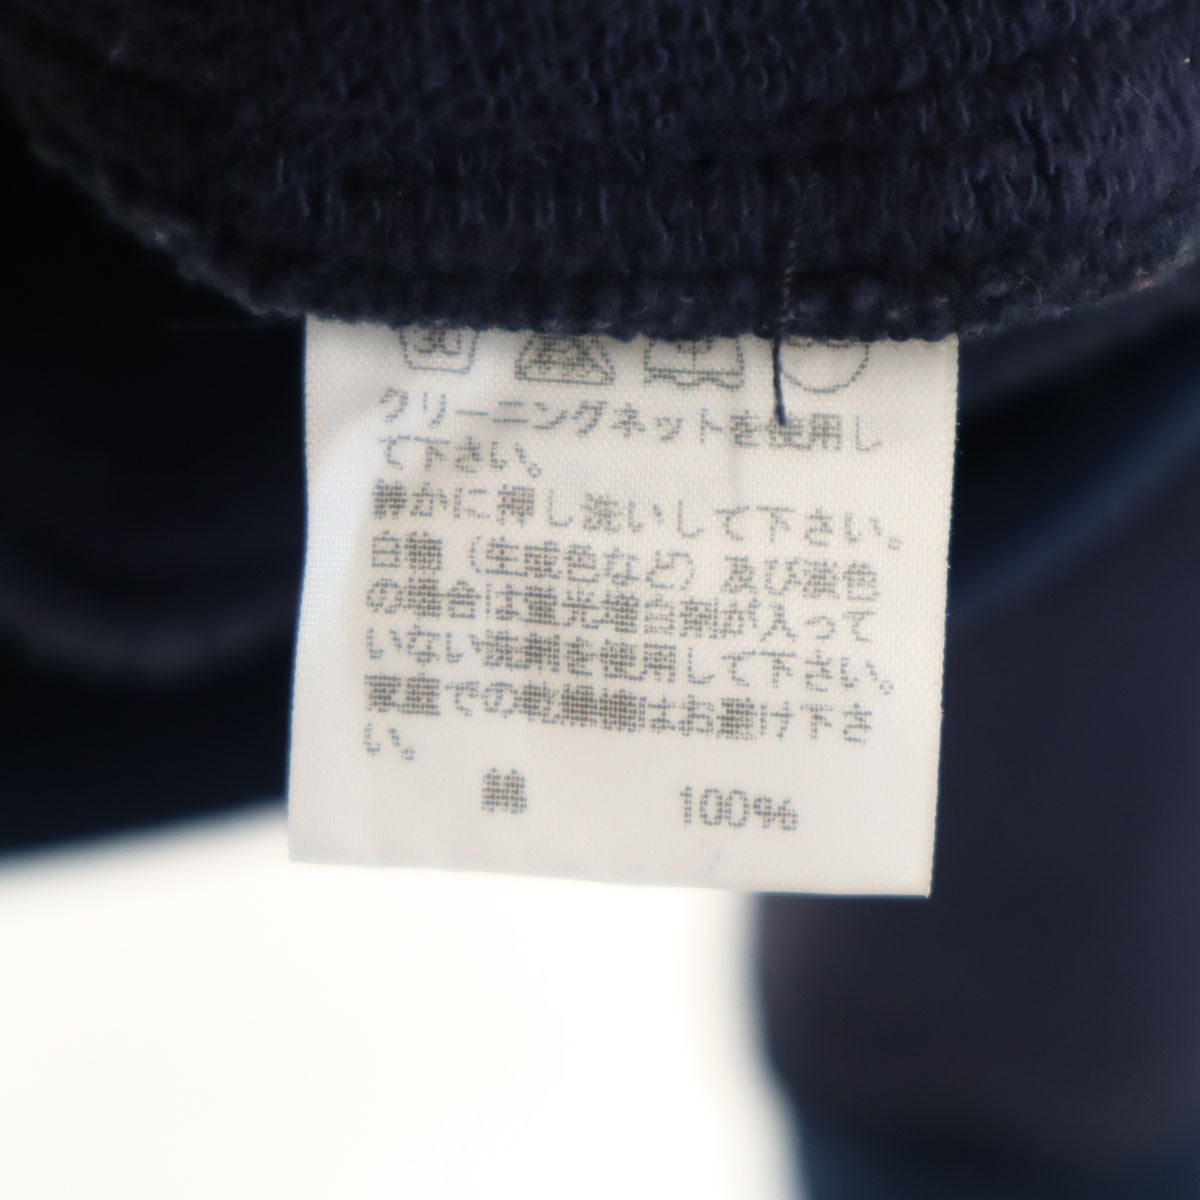 クリーニングネットを使用し
て下さい。
静かに押し洗いして下さい。
白物（生成色など）及び淡色
の場合は蛍光増白剤が入って
いない洗剤を使用して下さい。
家庭での乾燥機はお避け下さ
い。
綿 100%